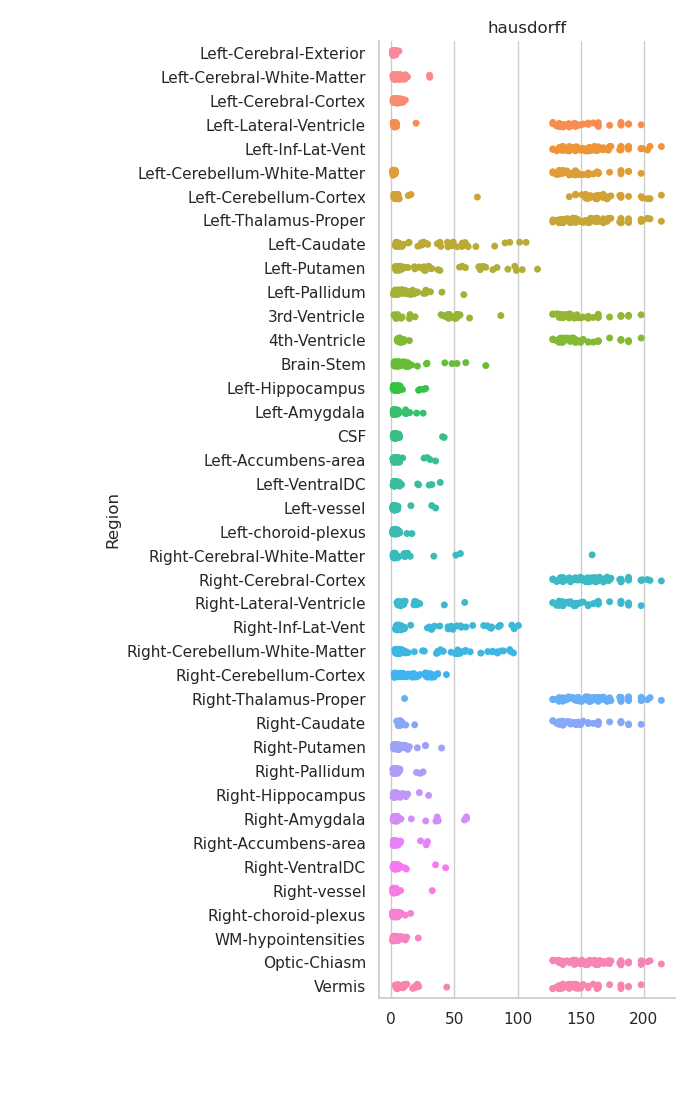 hausdorff
Left-Cerebral-Exterior
Left-Cerebral-White-Matter
Left-Cerebral-Cortex
Left-Lateral-Ventricle
Left-Inf-Lat-Vent
Left-Cerebellum-White-Matter
Left-Cerebellum-Cortex
Left-Thalamus-Proper
Left-Caudate
Left-Putamen
Left-Pallidum
3rd-Ventricle
4th-Ventricle
Brain-Stem
Left-Hippocampus
Left-Amygdala
CSF
Left-Accumbens-area
Left-VentralDC
Left-vessel
Left-choroid-plexus
Right-Cerebral-White-Matter
Right-Cerebral-Cortex
Right-Lateral-Ventricle
Right-Inf-Lat-Vent
Right-Cerebellum-White-Matter
Right-Cerebellum-Cortex
Right-Thalamus-Proper
Right-Caudate
Right-Putamen
Right-Pallidum
Right-Hippocampus
Right-Amygdala
Right-Accumbens-area
Right-VentralDC
Right-vessel
Right-choroid-plexus
WM-hypointensities
Optic-Chiasm
Vermis
Region
0 50 100 150 200